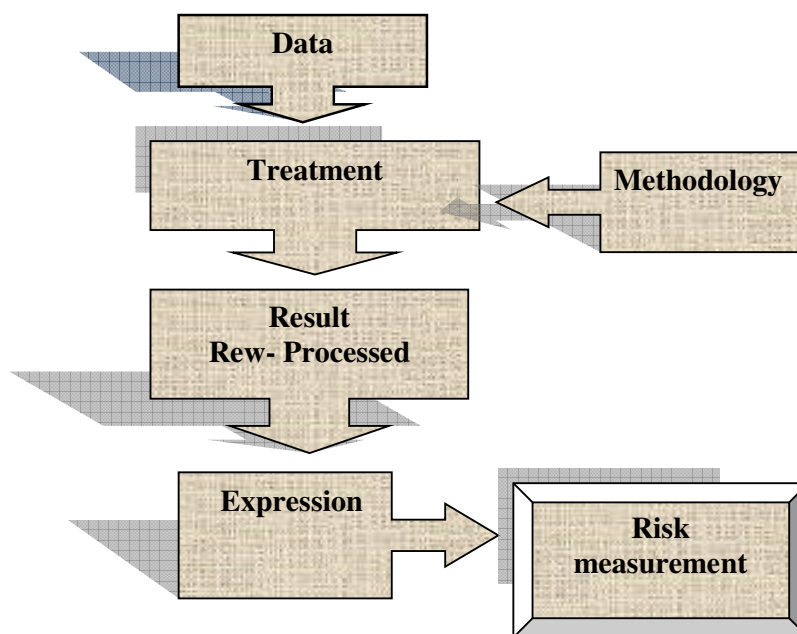 Data
Treatment
Methodology
Result
Rew- Processed
Expression
Risk
measurement